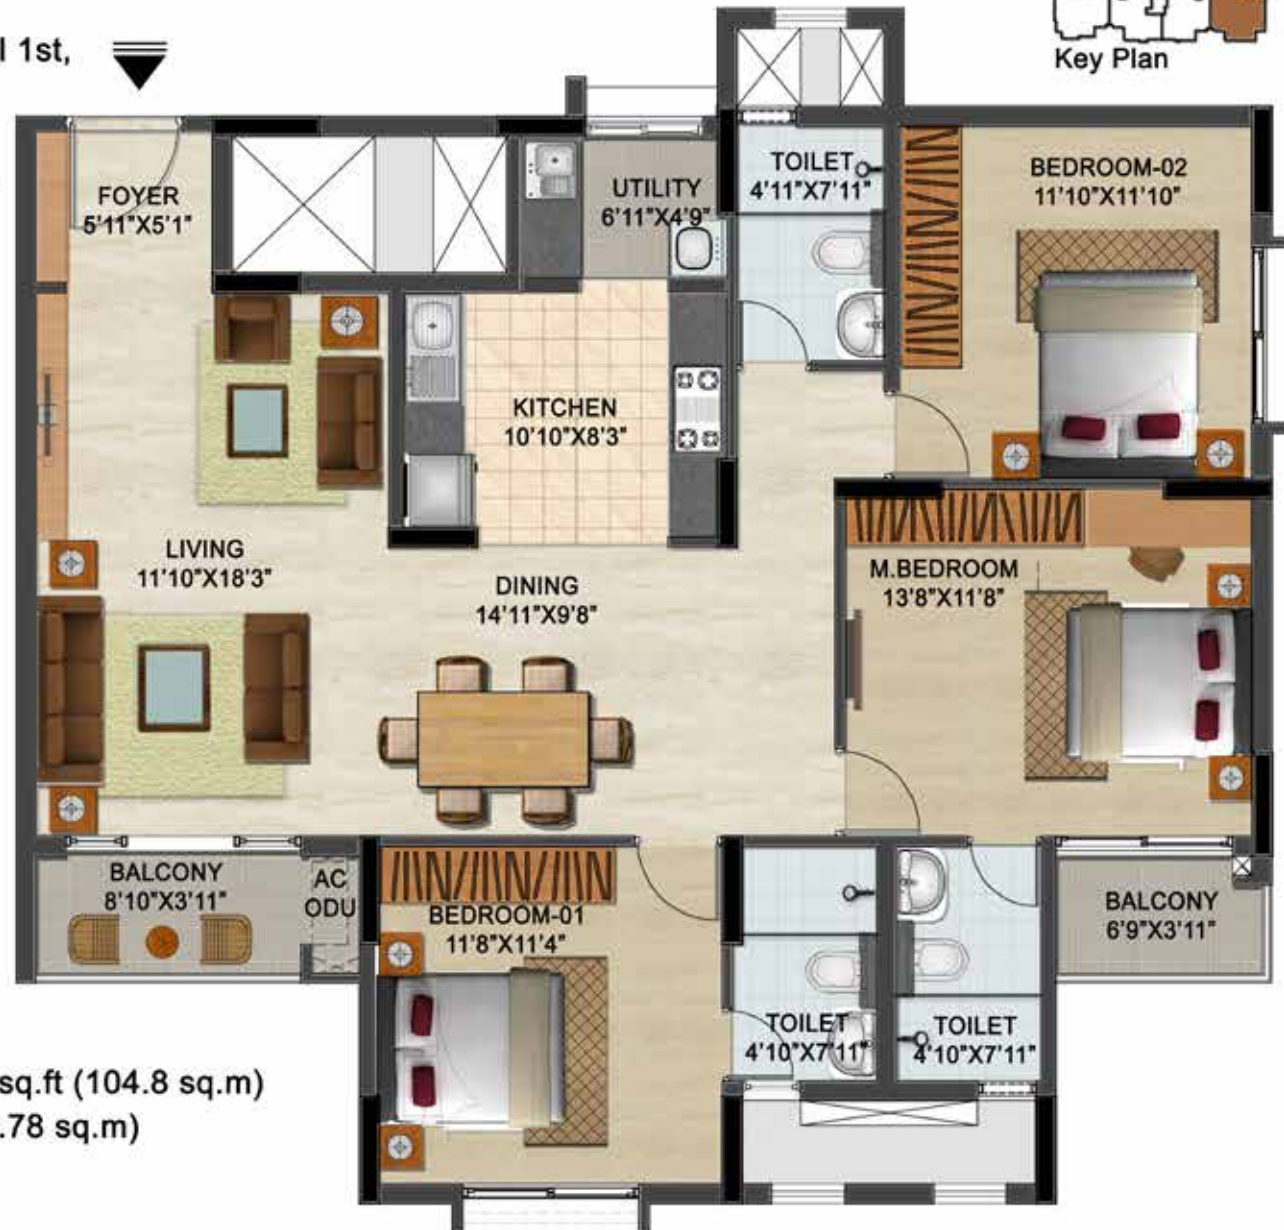 1st,
Key Plan
FOYER
5'11"X5'1"
UTILITY
6'11"X4'9"
TOILET
4'11"X7'11"
BEDROOM-02
11'10"X11'10"
KITCHEN
10'10"X8'3"
LIVING
11'10"X18'3"
DINING
14'11"X9'8"
M.BEDROOM
13'8"X11'8"
BALCONY
8'10"X3'11"
AC
ODU
BEDROOM-01
11'8"X11'4"
BALCONY
6'9"X3'11"
TOILET
4'10"X7'11"
TOILET
4'10"X7'11"
sq.ft (104.8 sq.m)
.78 sq.m)